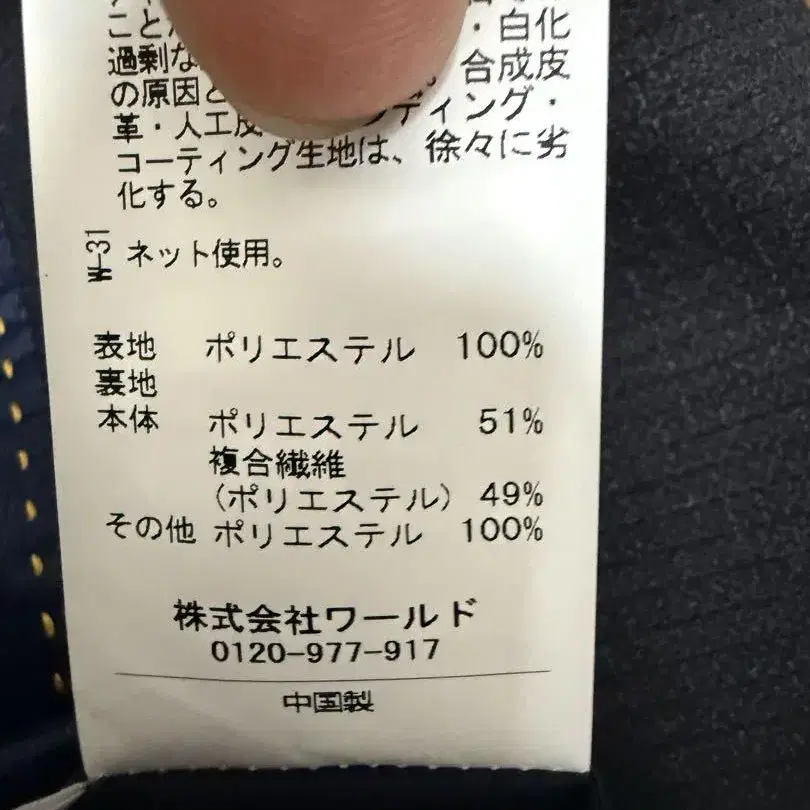 こと
・白化
過剰な 合成皮
の原因と
革・人工皮 ンディング・
コーティング生地は、徐々に劣
化する。
W-31
ネット使用。
表地 ポリエステル 100%
裏地
本体 ポリエステル 51%
複合繊維
(ポリエステル) 49%
その他 ポリエステル 100%
株式会社ワールド
0120-977-917
中国製